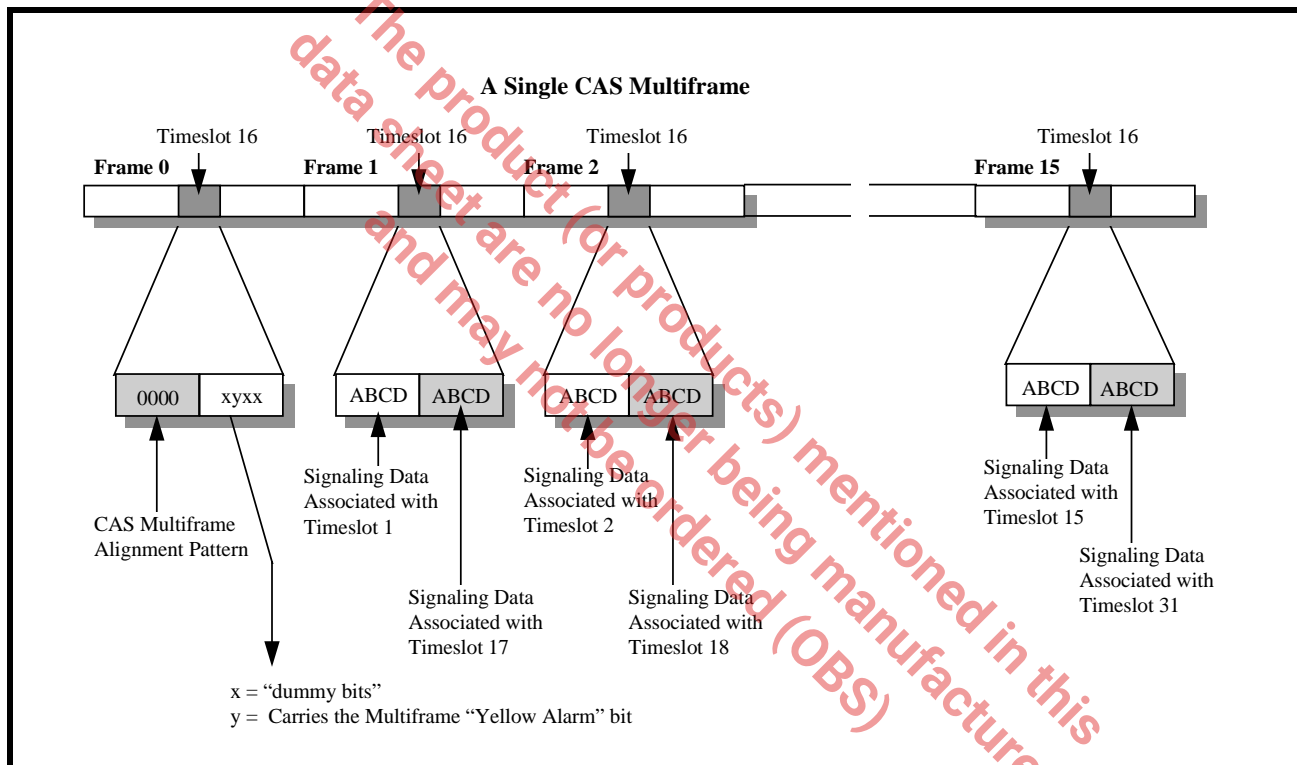 A Single CAS Multiframe
Timeslot 16
Timeslot 16
Timeslot 16
Timeslot 16
Frame 0
Frame 1
Frame 2
Frame 15
0000
xyxx
ABCD
ABCD
ABCD
ABCD
ABCD
ABCD
CAS Multiframe
Alignment Pattern
Signaling Data
Associated with
Timeslot 1
Signaling Data
Associated with
Timeslot 17
Signaling Data
Associated with
Timeslot 2
Signaling Data
Associated with
Timeslot 18
Signaling Data
Associated with
Timeslot 15
Signaling Data
Associated with
Timeslot 31
x = “dummy bits”
y = Carries the Multiframe “Yellow Alarm” bit
The product (or products) mentioned in this
data sheet are no longer being manufacture
and may not be ordered (OBS)